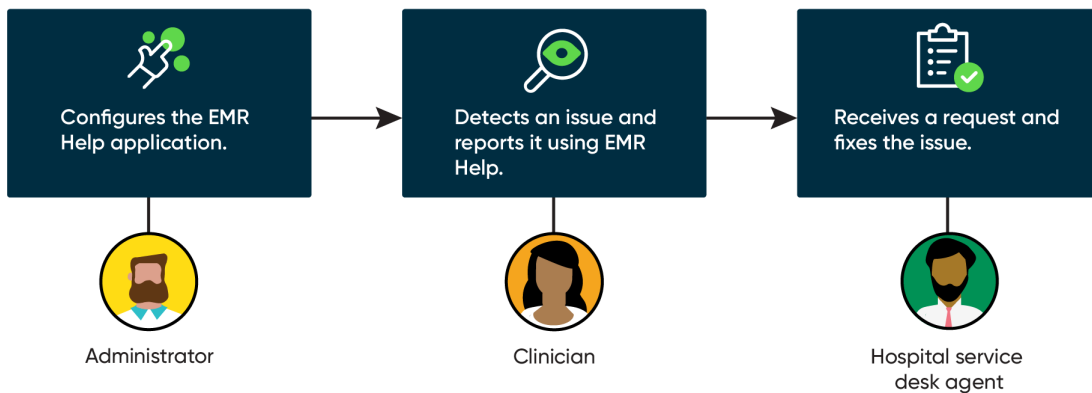 Configures the EMR
Help application.
Detects an issue and
reports it using EMR
Help.
Receives a request and
fixes the issue.
Administrator
Clinician
Hospital service
desk agent